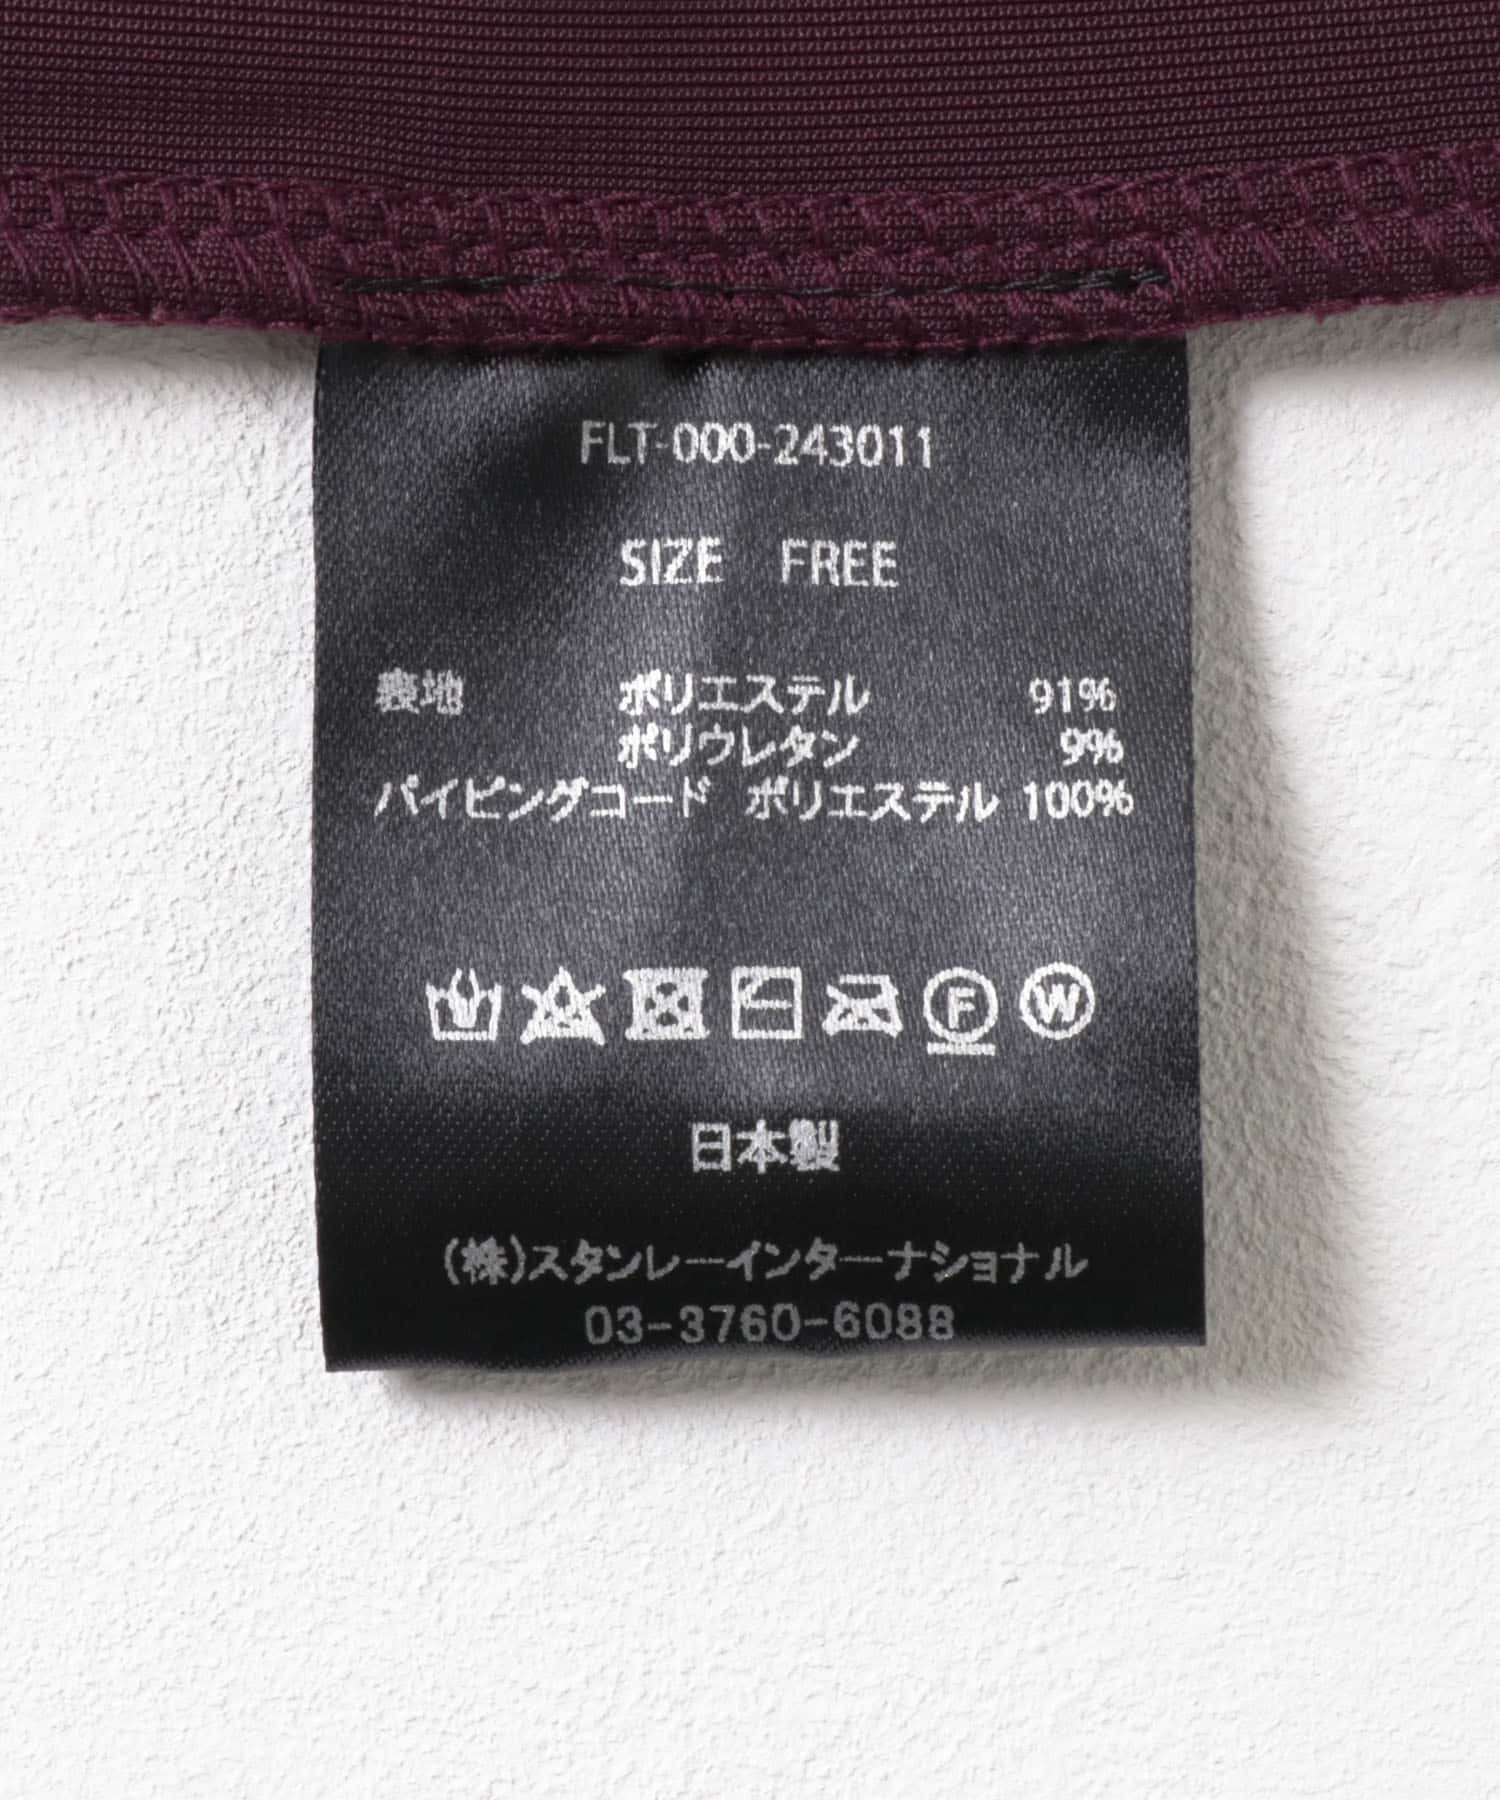 FLT-000-243011
SIZE FREE
表地 ポリエステル 91%
ポリウレタン 9%
パイピングコード ポリエステル 100%
F W
日本製
(株)スタンレーインターナショナル
03-3760-6088